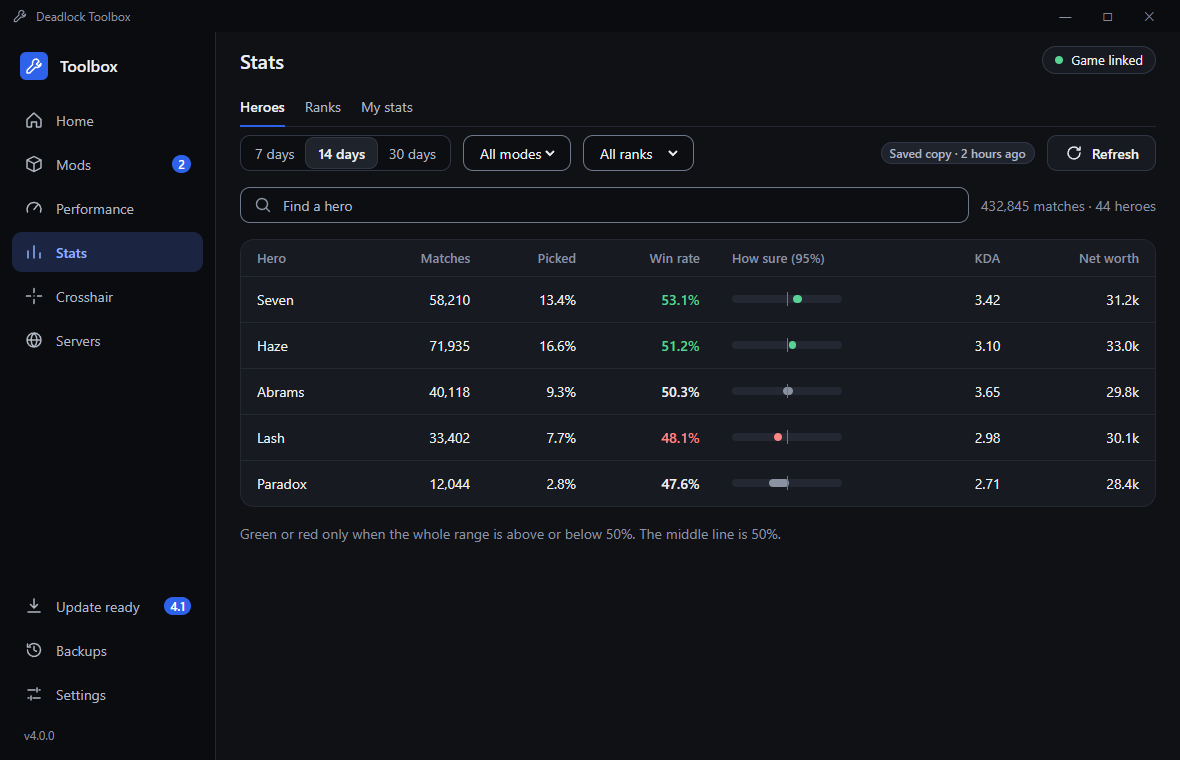 Deadlock Toolbox
Toolbox
Home
Mods 2
Performance
Stats
Crosshair
Servers
Update ready 4.1
Backups
Settings
v4.0.0
Stats
Game linked
Heroes Ranks My stats
7 days 14 days 30 days All modes All ranks Saved copy · 2 hours ago Refresh
Find a hero 432,845 matches · 44 heroes
Hero Matches Picked Win rate How sure (95%) KDA Net worth
Seven 58,210 13.4% 53.1% 3.42 31.2k
Haze 71,935 16.6% 51.2% 3.10 33.0k
Abrams 40,118 9.3% 50.3% 3.65 29.8k
Lash 33,402 7.7% 48.1% 2.98 30.1k
Paradox 12,044 2.8% 47.6% 2.71 28.4k
Green or red only when the whole range is above or below 50%. The middle line is 50%.